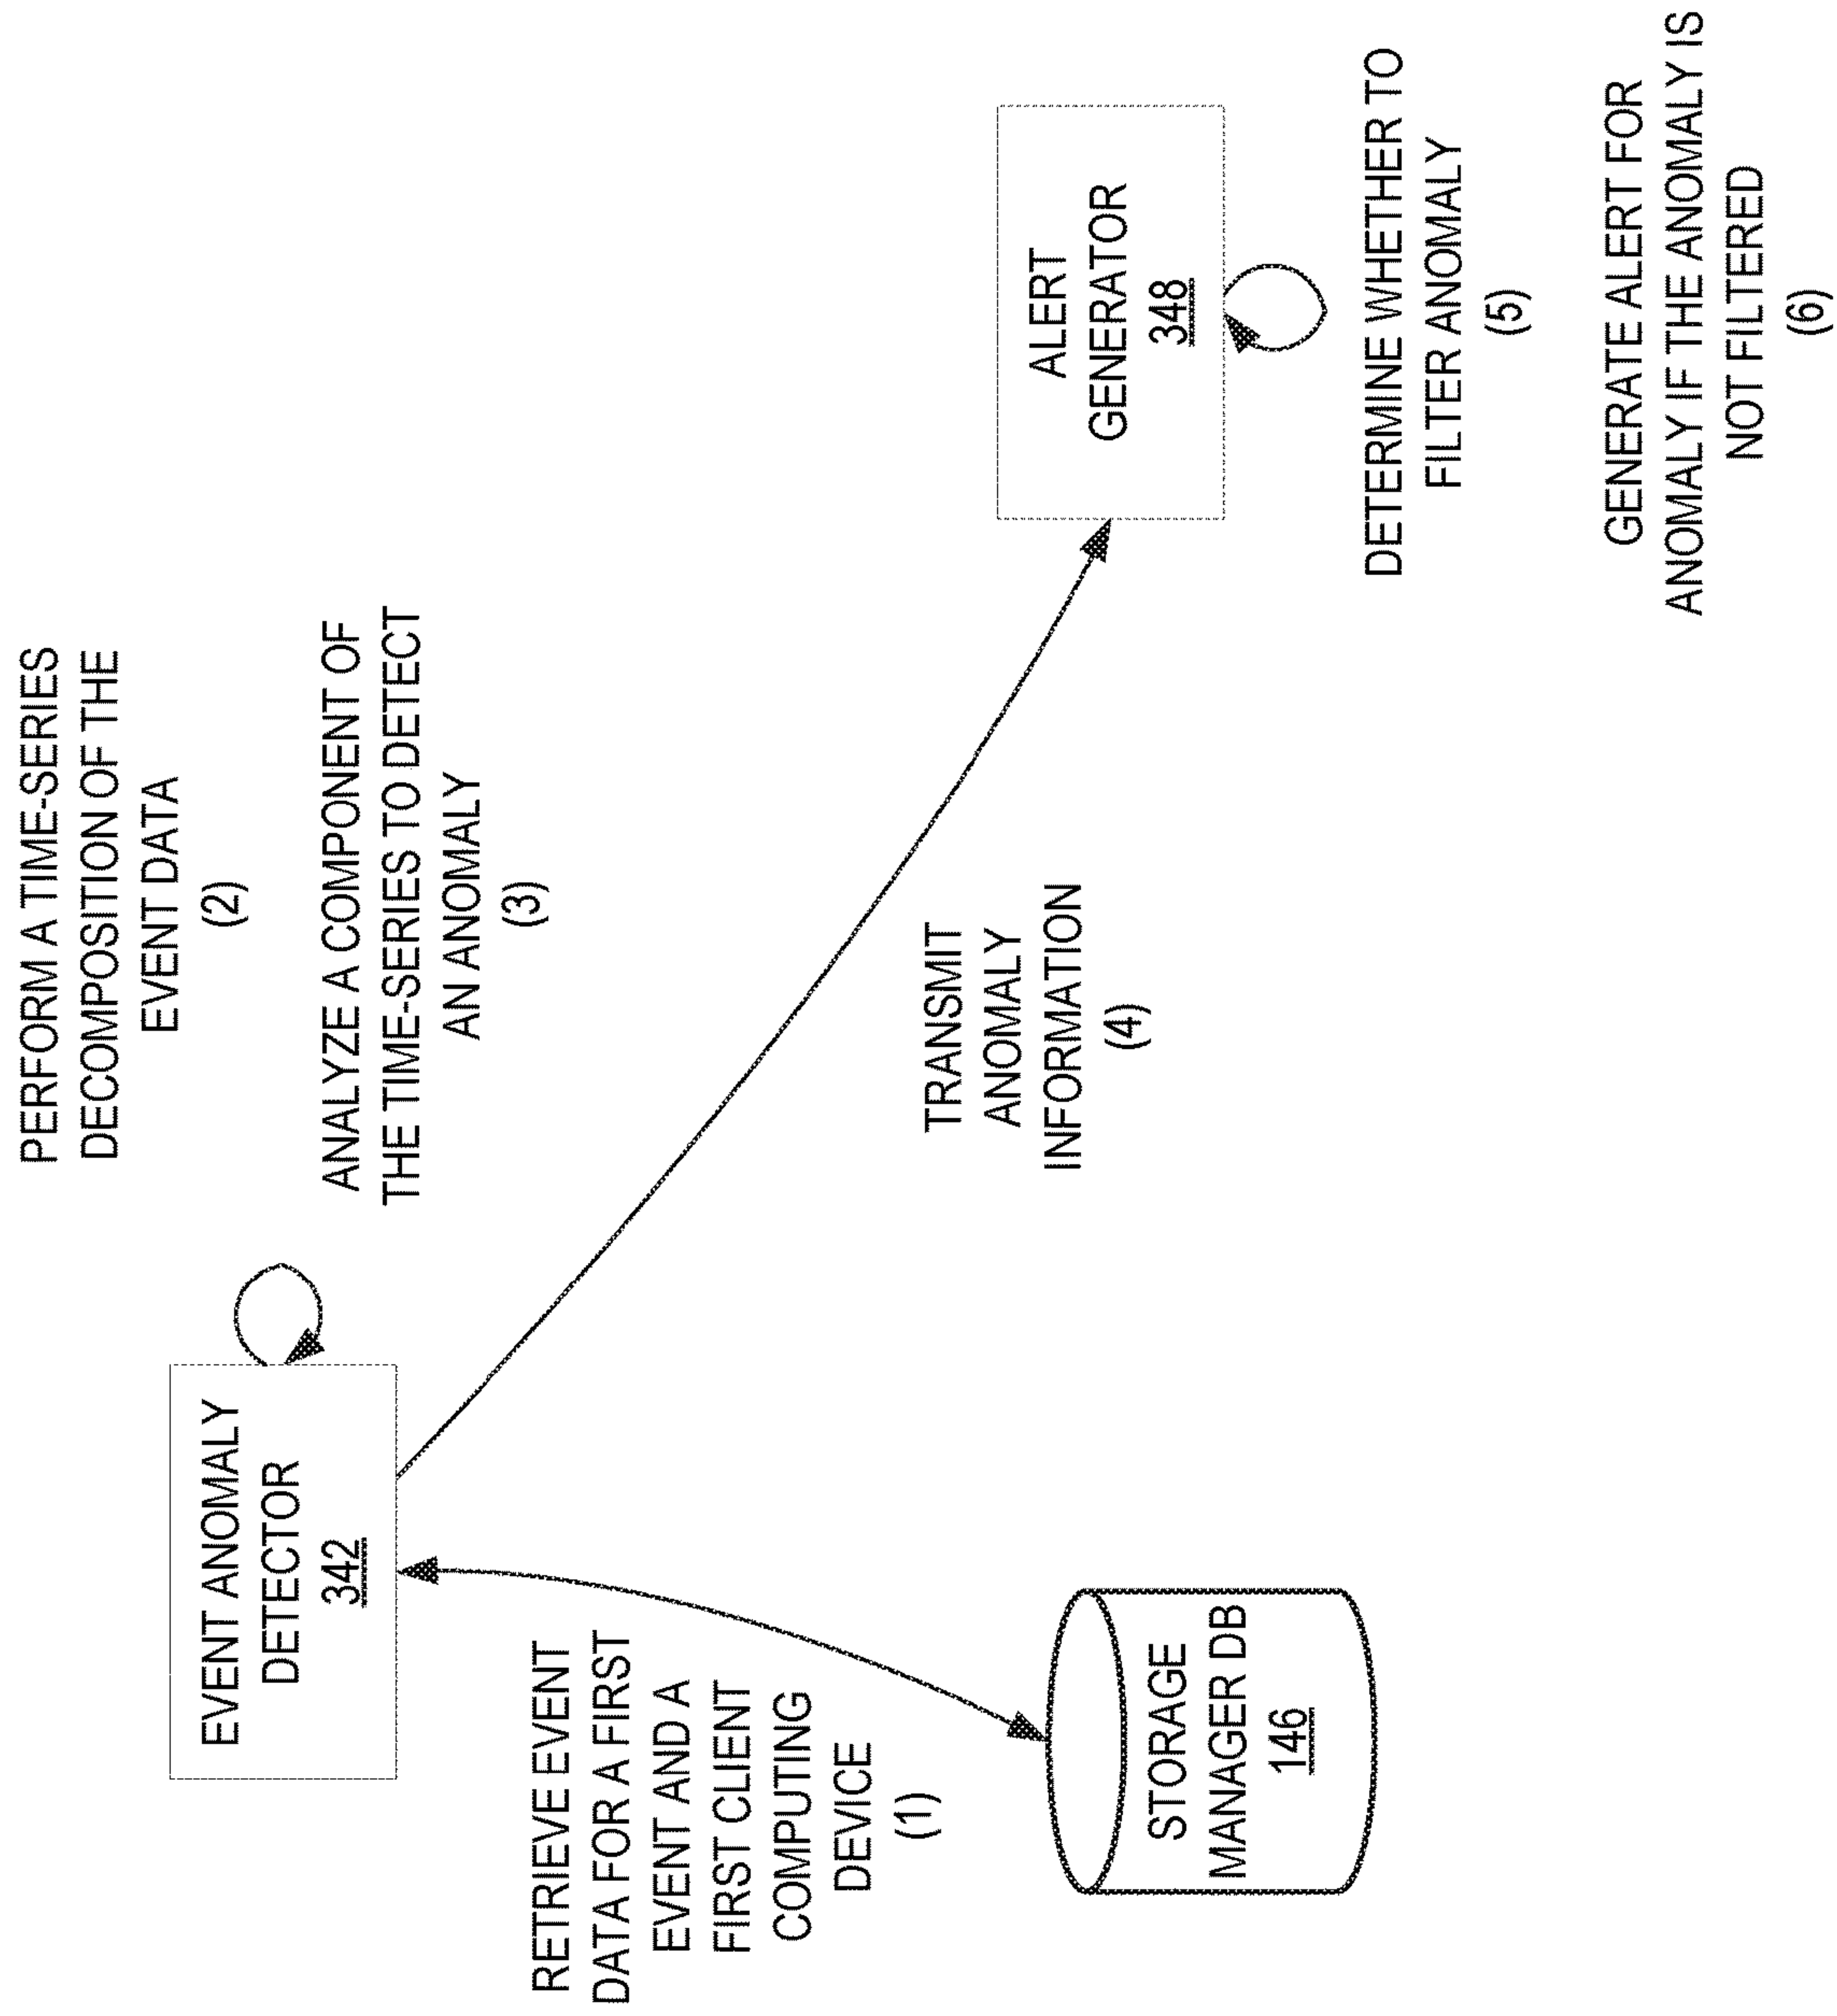 EVENT ANOMALY
DETECTOR
342
PERFORM A TIME-SERIES
DECOMPOSITION OF THE
EVENT DATA
(2)
ANALYZE A COMPONENT OF
THE TIME-SERIES TO DETECT
AN ANOMALY
(3)
RETRIEVE EVENT
DATA FOR A FIRST
EVENT AND A
FIRST CLIENT
COMPUTING
DEVICE
(1)
STORAGE
MANAGER DB
146
TRANSMIT
ANOMALY
INFORMATION
(4)
ALERT
GENERATOR
348
DETERMINE WHETHER TO
FILTER ANOMALY
(5)
GENERATE ALERT FOR
ANOMALY IF THE ANOMALY IS
NOT FILTERED
(6)